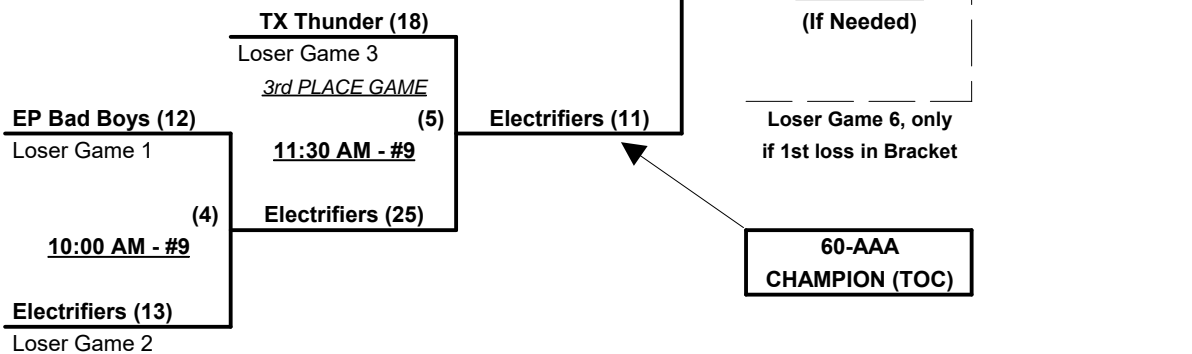 TX Thunder (18)
(If Needed)
Loser Game 3
3rd PLACE GAME
EP Bad Boys (12)
(5)
Electrifiers (11)
Loser Game 6, only
Loser Game 1
11:30 AM - #9
if 1st loss in Bracket
(4)
Electrifiers (25)
10:00 AM - #9
60-AAA
CHAMPION (TOC)
Electrifiers (13)
Loser Game 2